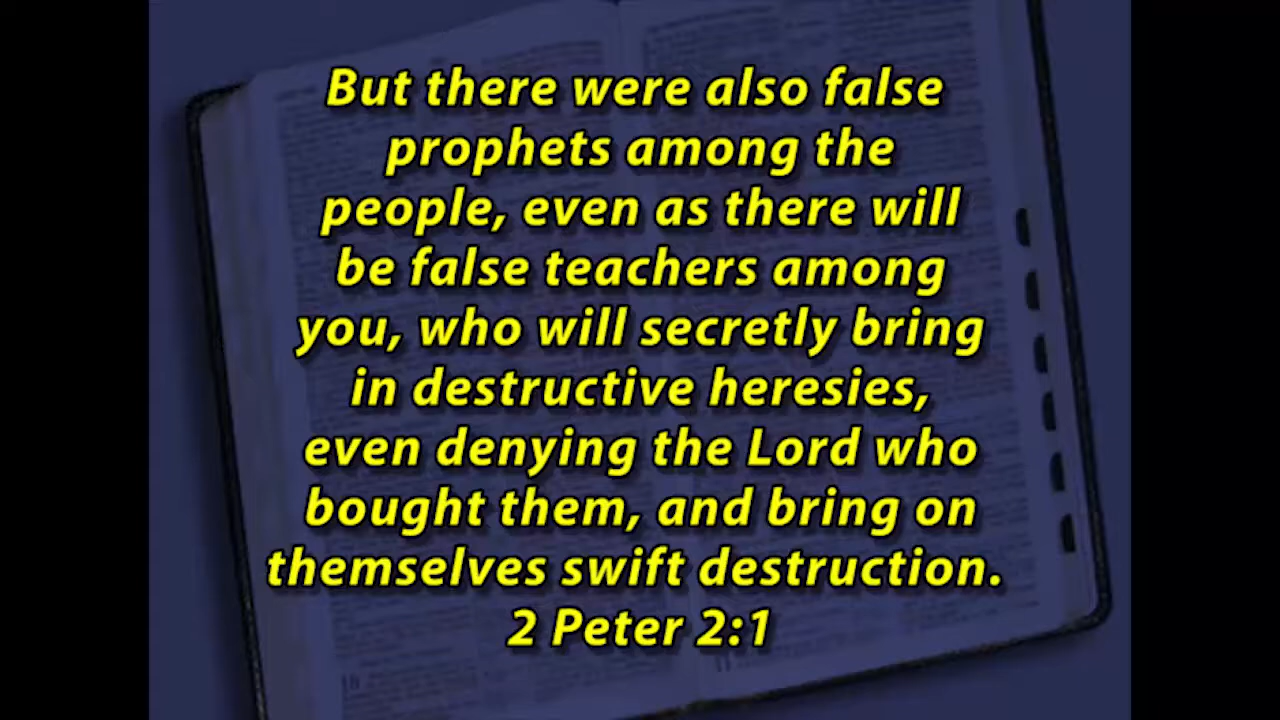 But there were also false
prophets among the
people, even as there will
be false teachers among
you, who will secretly bring
in destructive heresies,
even denying the Lord who
bought them, and bring on
themselves swift destruction.
2 Peter 2:1